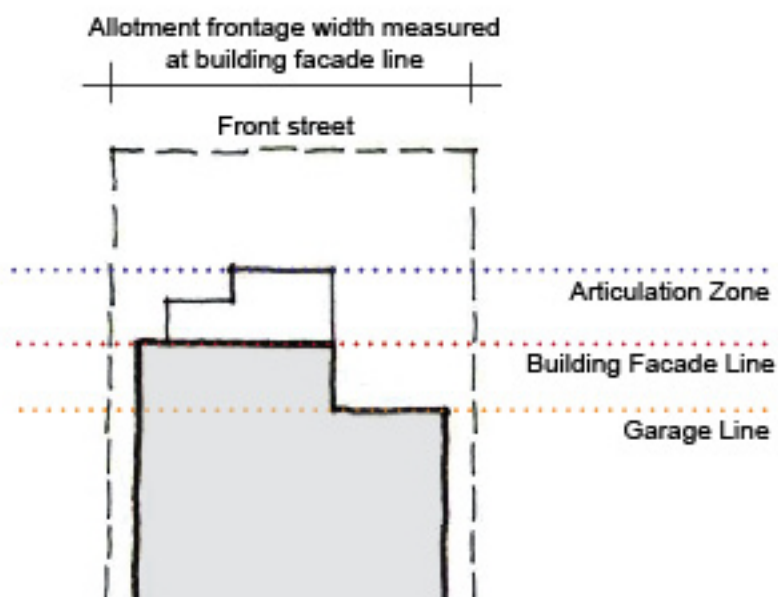 Allotment frontage width measured
at building facade line
Front street
Articulation Zone
Building Facade Line
Garage Line